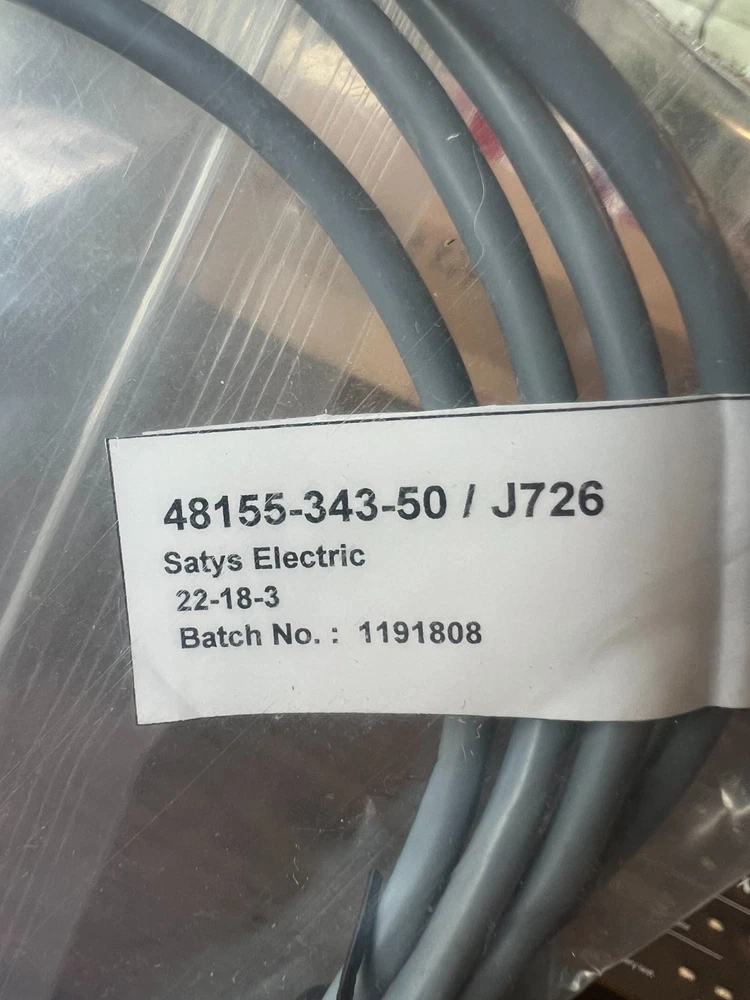 48155-343-50 / J726
Satys Electric
22-18-3
Batch No. : 1191808